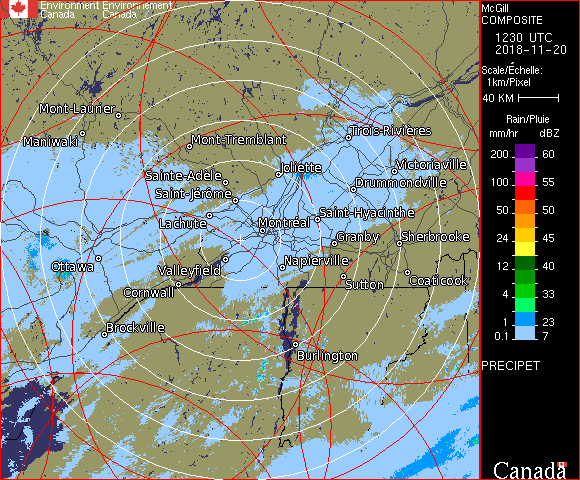 Environment Environnement
Canada Canada
McGill
COMPOSITE
1230 UTC
2018-11-20
Scale/Échelle:
1km/Pixel
40 KM
Rain/Pluie
mm/hr dBZ
200 60
100 55
50 50
24 45
12 40
4 33
1 23
0.1 7
PRECIPET
Canada
Mont-Laurier
Maniwaki
Mont-Tremblant
Trois-Rivières
Joliette
Victoriaville
Sainte-Adèle
Drummondville
Saint-Jérôme
Lachute
Saint-Hyacinthe
Montréal
Granby
Sherbrooke
Ottawa
Valleyfield
Napierville
Cornwall
Sutton
Coaticook
Brockville
Burlington